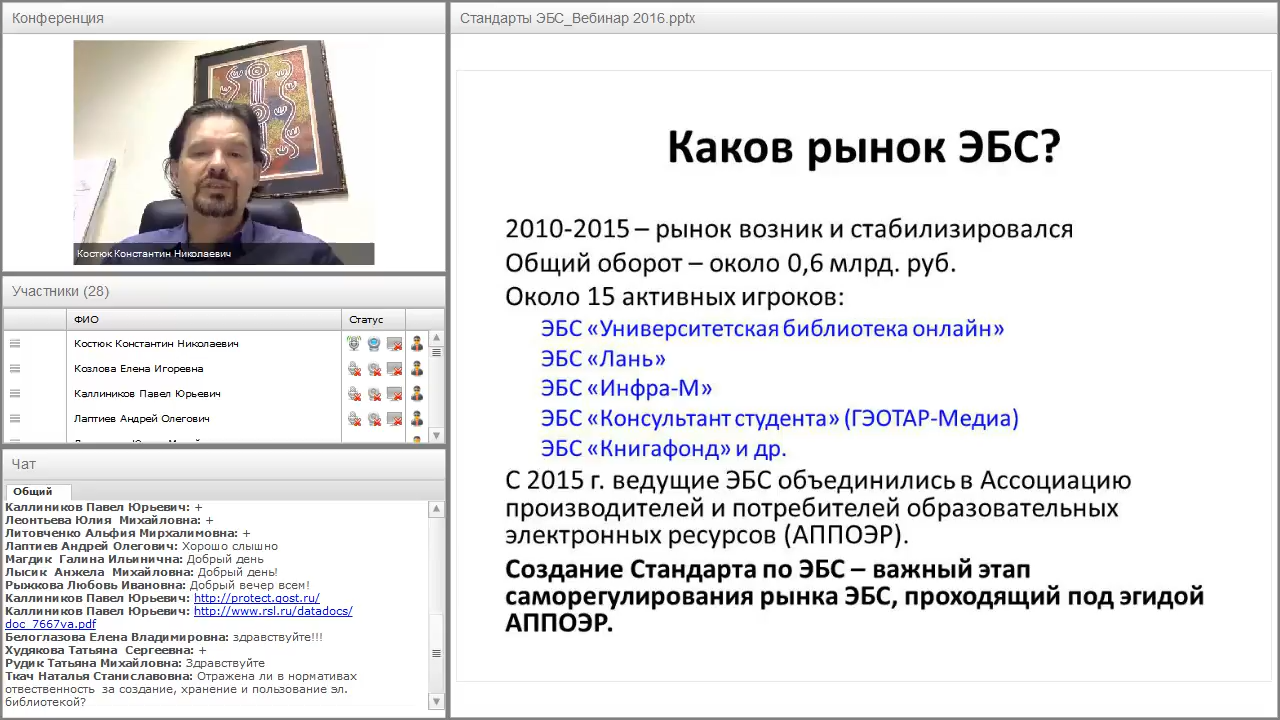 Конференция
Костюк Константин Николаевич
Участники (28)
ФИО
Статус
Костюк Константин Николаевич
Козлова Елена Игоревна
Каллиников Павел Юрьевич
Лаптиев Андрей Олегович
Чат
Общий
Каллиников Павел Юрьевич: +
Леонтьева Юлия Михайловна: +
Литовченко Альфия Мирхалимовна: +
Лаптиев Андрей Олегович: Хорошо слышно
Магдик Галина Ильинична: Добрый день
Лысик Анжела Михайловна: Добрый день!
Рыжкова Любовь Ивановна: Добрый вечер всем!
Каллиников Павел Юрьевич: http://protect.gost.ru/
Каллиников Павел Юрьевич: http://www.rsl.ru/datadocs/
doc_7667va.pdf
Белоглазова Елена Владимировна: здравствуйте!!!
Худякова Татьяна Сергеевна: +
Рудик Татьяна Михайловна: Здравствуйте
Ткач Наталья Станиславовна: Отражена ли в нормативах
отвественность за создание, хранение и пользование эл.
библиотекой?
Стандарты ЭБС_Вебинар 2016.pptx
Каков рынок ЭБС?
2010-2015 – рынок возник и стабилизировался
Общий оборот – около 0,6 млрд. руб.
Около 15 активных игроков:
ЭБС «Университетская библиотека онлайн»
ЭБС «Лань»
ЭБС «Инфра-М»
ЭБС «Консультант студента» (ГЭОТАР-Медиа)
ЭБС «Книгафонд» и др.
С 2015 г. ведущие ЭБС объединились в Ассоциацию
производителей и потребителей образовательных
электронных ресурсов (АППОЭР).
Создание Стандарта по ЭБС – важный этап
саморегулирования рынка ЭБС, проходящий под эгидой
АППОЭР.